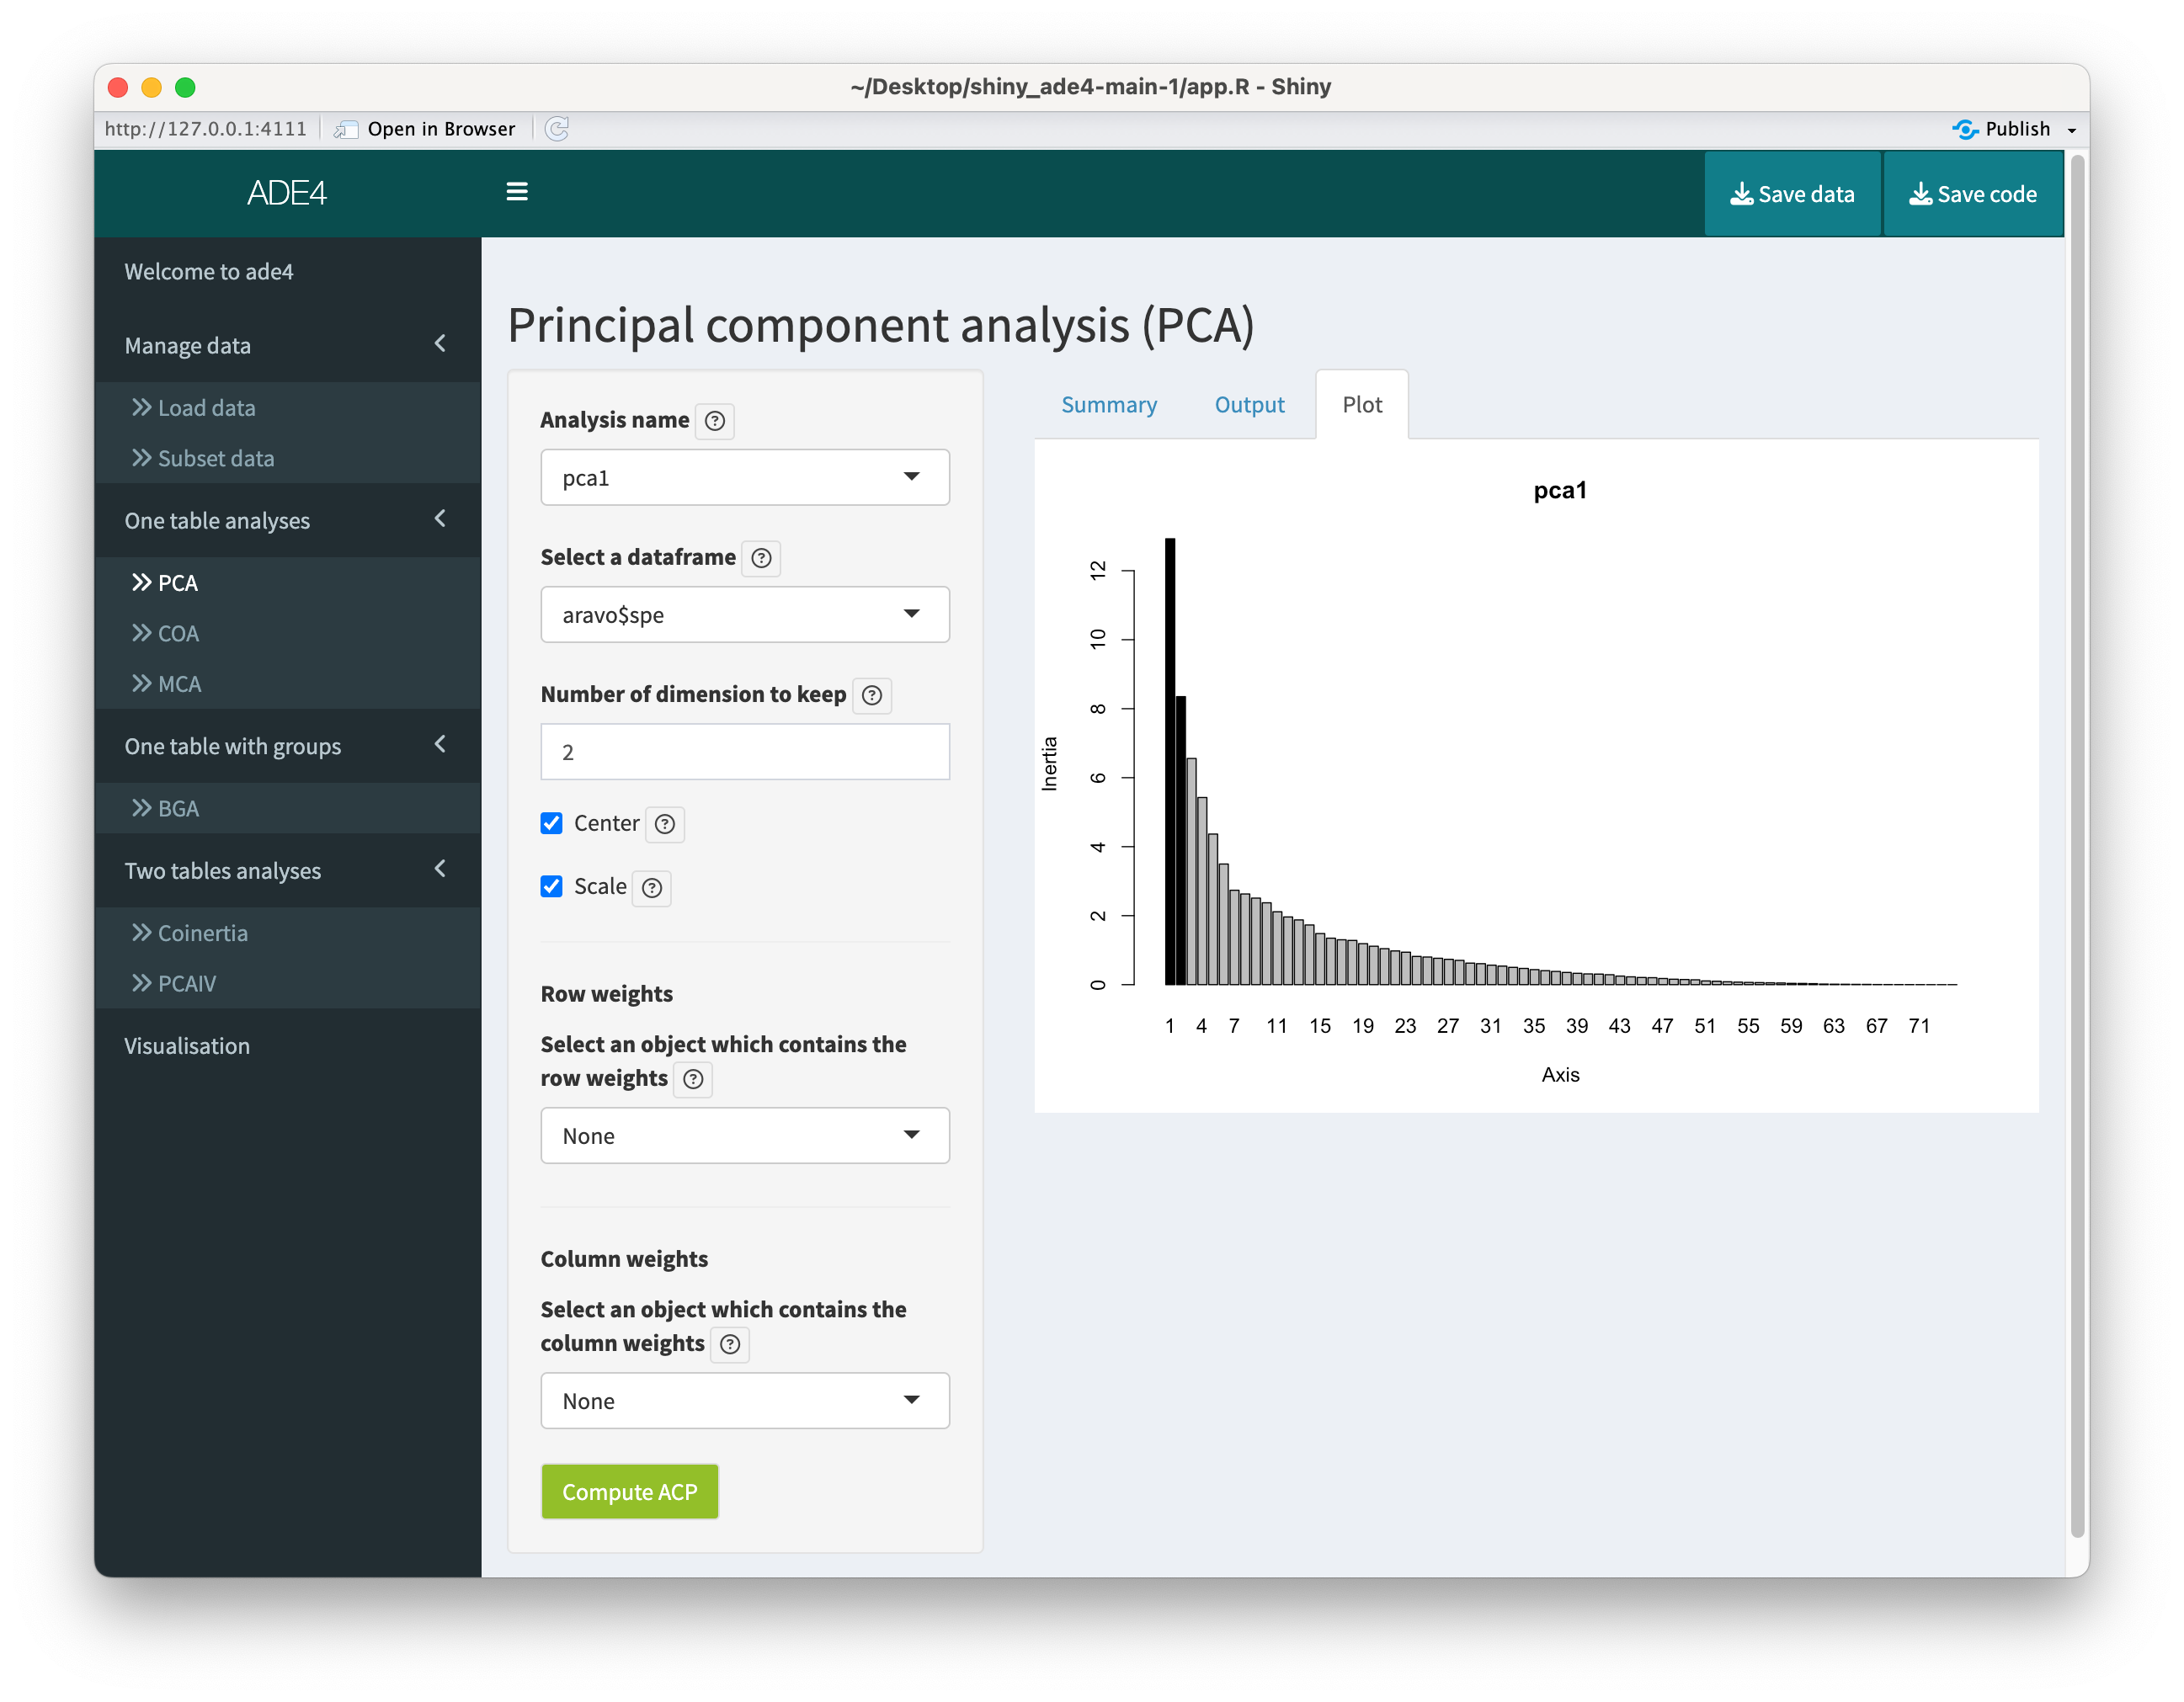 ~/Desktop/shiny_ade4-main-1/app.R - Shiny
http://127.0.0.1:4111 Open in Browser Publish
ADE4 Save data Save code
Welcome to ade4
Manage data
Load data
Subset data
One table analyses
PCA
COA
MCA
One table with groups
BGA
Two tables analyses
Coinertia
PCAIV
Visualisation
Principal component analysis (PCA)
Analysis name ?
pca1
Select a dataframe ?
aravo$spe
Number of dimension to keep ?
2
Center ?
Scale ?
Row weights
Select an object which contains the
row weights ?
None
Column weights
Select an object which contains the
column weights ?
None
Compute ACP
Summary Output Plot
pca1
Inertia
12
10
8
6
4
2
0
1 4 7 11 15 19 23 27 31 35 39 43 47 51 55 59 63 67 71
Axis